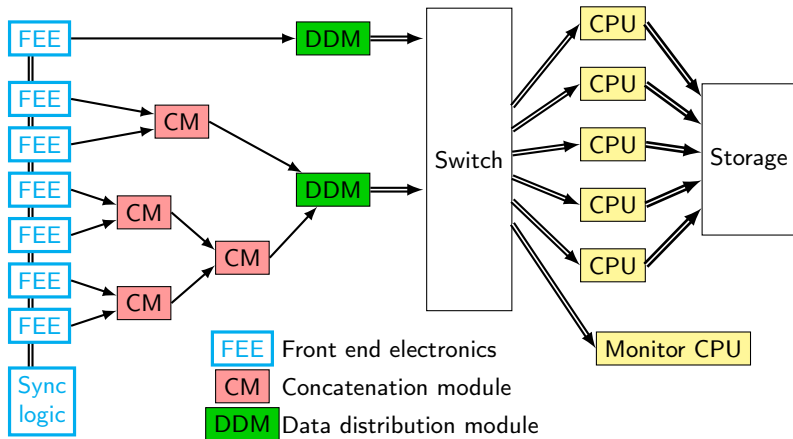 FEE
DDM
CPU
FEE
CM
CPU
FEE
CPU
Switch
Storage
FEE
DDM
CM
CPU
FEE
CM
CPU
FEE
CM
FEE
Monitor CPU
FEE Front end electronics
Sync
logic
CM Concatenation module
DDM Data distribution module